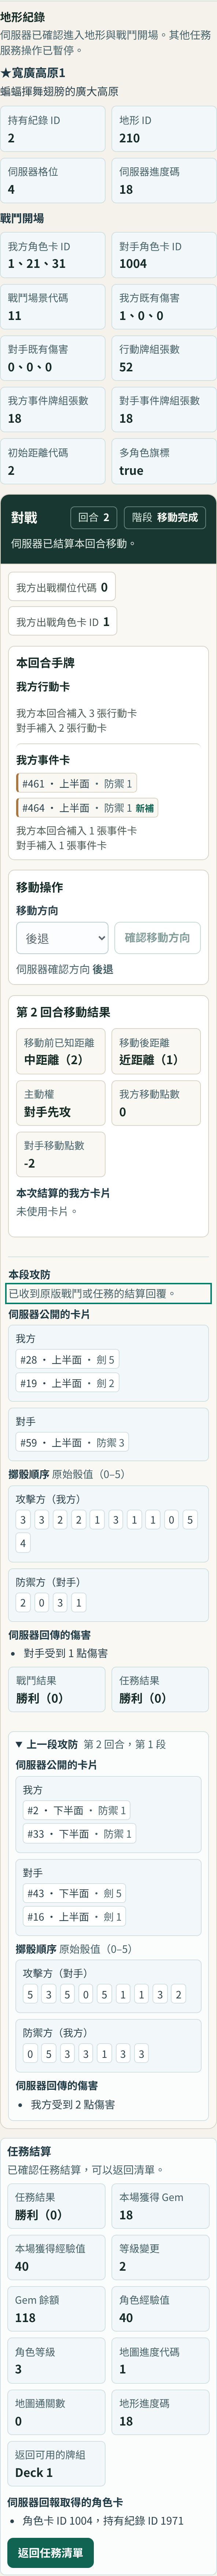 地形紀錄
伺服器已確認進入地形與戰鬥開場。其他任務
服務操作已暫停。
★寬廣高原1
蝙蝠揮舞翅膀的廣大高原
持有紀錄 ID
2
地形 ID
210
伺服器格位
4
伺服器進度碼
18
戰鬥開場
我方角色卡 ID
1、21、31
對手角色卡 ID
1004
戰鬥場景代碼
11
我方既有傷害
1、0、0
對手既有傷害
0、0、0
行動牌組張數
52
我方事件牌組張數
18
對手事件牌組張數
18
初始距離代碼
2
多角色旗標
true
對戰
回合 2
階段 移動完成
伺服器已結算本回合移動。
我方出戰欄位代碼 0
我方出戰角色卡 ID 1
本回合手牌
我方行動卡
我方本回合補入 3 張行動卡
對手補入 2 張行動卡
我方事件卡
#461・上半面・防禦 1
#464・上半面・防禦 1 新補
我方本回合補入 1 張事件卡
對手補入 1 張事件卡
移動操作
移動方向
後退
確認移動方向
伺服器確認方向 後退
第 2 回合移動結果
移動前已知距離
中距離（2）
移動後距離
近距離（1）
主動權
對手先攻
我方移動點數
0
對手移動點數
-2
本次結算的我方卡片
未使用卡片。
本段攻防
已收到原版戰鬥或任務的結算回覆。
伺服器公開的卡片
我方
#28・上半面・劍 5
#19・上半面・劍 2
對手
#59・上半面・防禦 3
擲骰順序 原始骰值（0–5）
攻擊方（我方）
3 3 2 2 1 3 1 1 0 5
4
防禦方（對手）
2 0 3 1
伺服器回傳的傷害
• 對手受到 1 點傷害
戰鬥結果
勝利（0）
任務結果
勝利（0）
▼ 上一段攻防 第 2 回合，第 1 段
伺服器公開的卡片
我方
#2・下半面・防禦 1
#33・下半面・防禦 1
對手
#43・下半面・劍 5
#16・上半面・劍 1
擲骰順序 原始骰值（0–5）
攻擊方（對手）
5 3 5 0 5 1 1 3 2
防禦方（我方）
0 5 3 3 1 3 3
伺服器回傳的傷害
• 我方受到 2 點傷害
任務結算
已確認任務結算，可以返回清單。
任務結果
勝利（0）
本場獲得 Gem
18
本場獲得經驗值
40
等級變更
2
Gem 餘額
118
角色經驗值
40
角色等級
3
地圖進度代碼
1
地圖通關數
0
地形進度碼
18
返回可用的牌組
Deck 1
伺服器回報取得的角色卡
• 角色卡 ID 1004，持有紀錄 ID 1971
返回任務清單